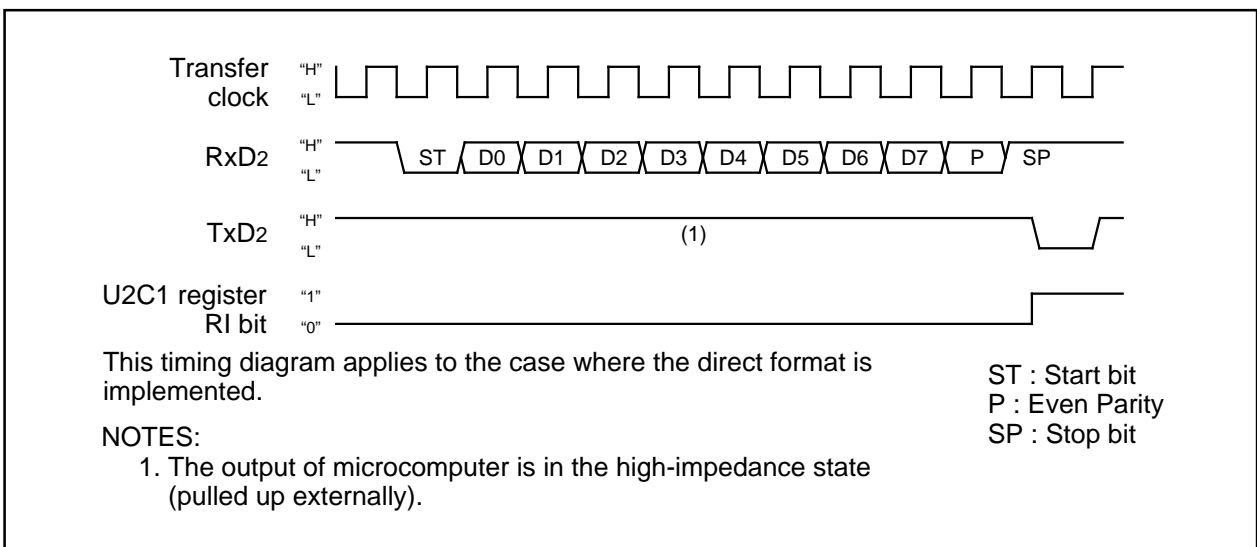 Transfer clock
“H”
“L”
RxD2
“H”
“L”
ST D0 D1 D2 D3 D4 D5 D6 D7 P SP
TxD2
“H”
“L”
(1)
U2C1 register
RI bit
“1”
“0”
This timing diagram applies to the case where the direct format is
implemented.
ST : Start bit
P : Even Parity
SP : Stop bit
NOTES:
1. The output of microcomputer is in the high-impedance state
(pulled up externally).